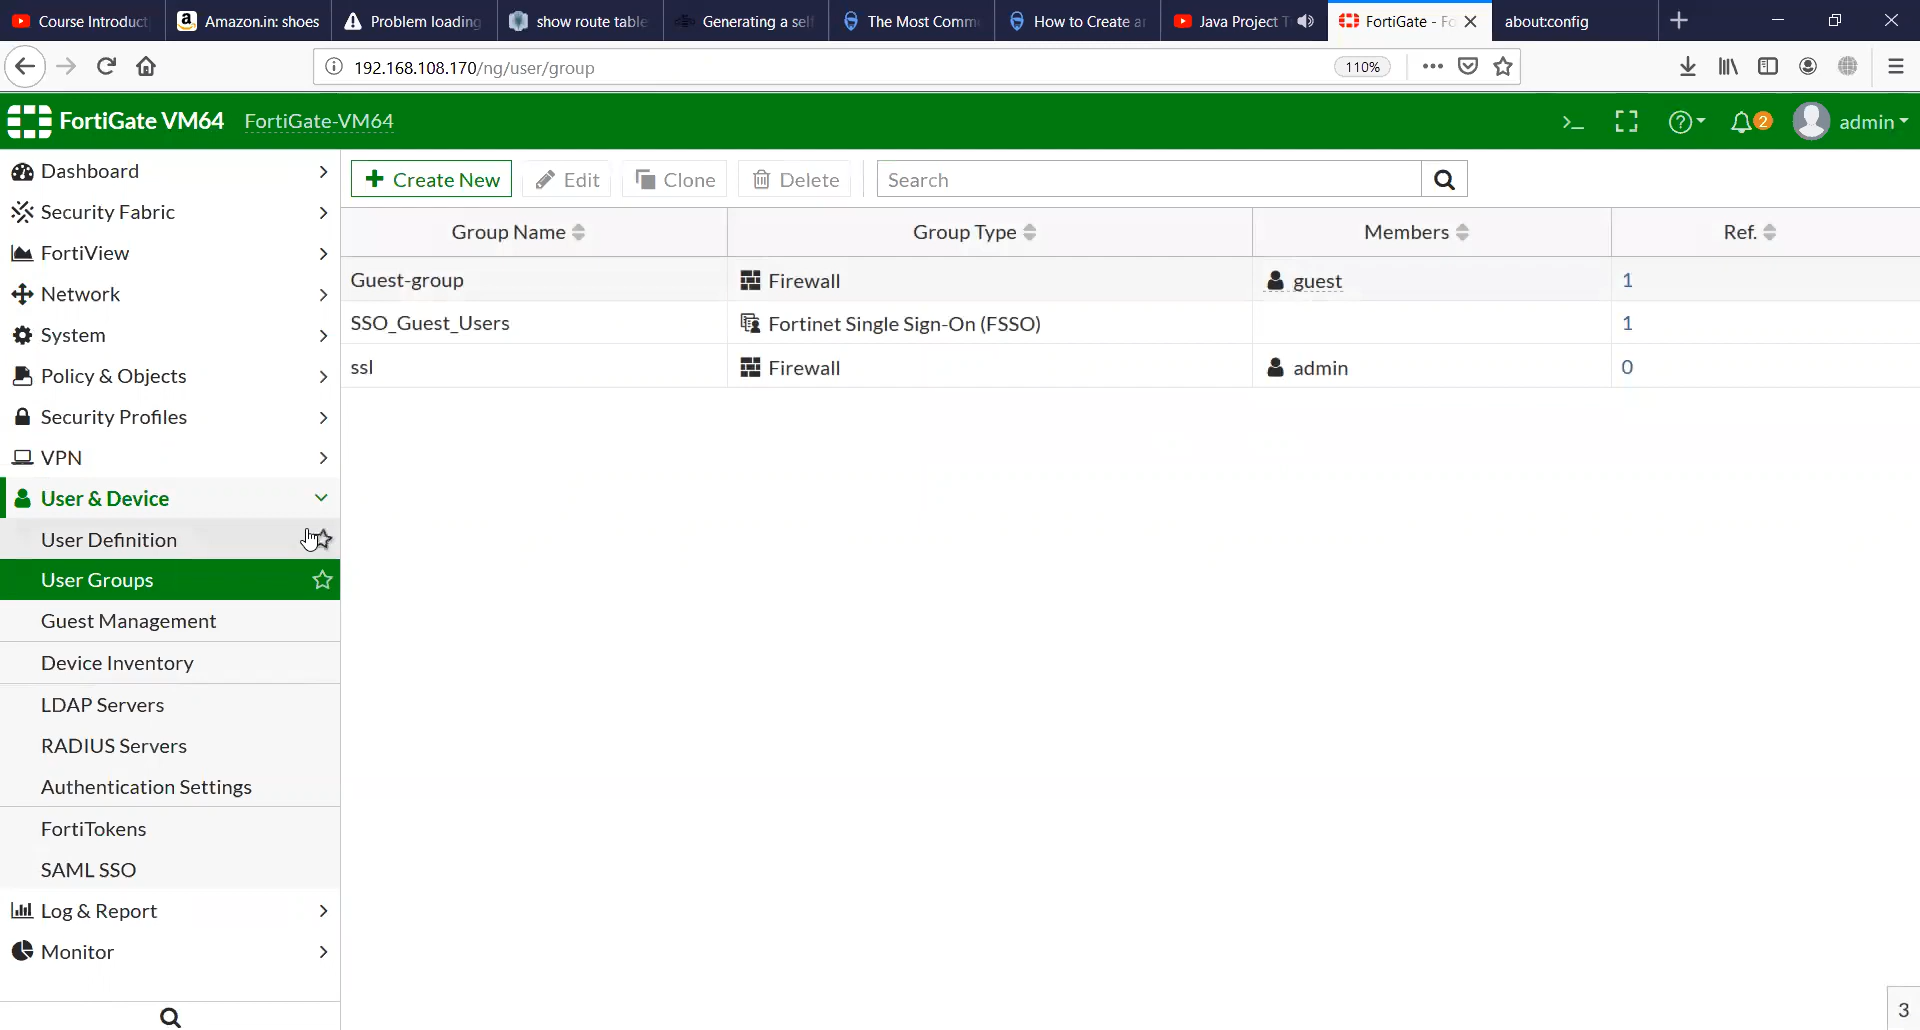 Course Introduct
Amazon.in: shoes
Problem loading
show route table
Generating a self
The Most Comm
How to Create a
Java Project T
FortiGate - Fo
about:config
192.168.108.170/ng/user/group
110%
FortiGate VM64
FortiGate-VM64
>_
2
admin
Dashboard
Security Fabric
FortiView
Network
System
Policy & Objects
Security Profiles
VPN
User & Device
User Definition
User Groups
Guest Management
Device Inventory
LDAP Servers
RADIUS Servers
Authentication Settings
FortiTokens
SAML SSO
Log & Report
Monitor
+ Create New
Edit
Clone
Delete
Search
Group Name
Group Type
Members
Ref.
Guest-group
Firewall
guest
1
SSO_Guest_Users
Fortinet Single Sign-On (FSSO)
1
ssl
Firewall
admin
0
3